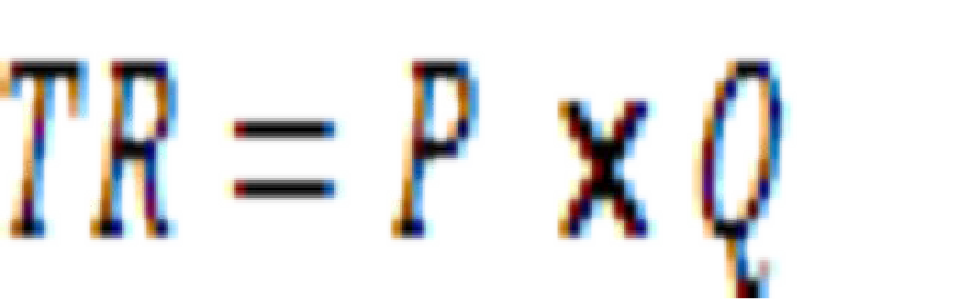 TR = P × Q